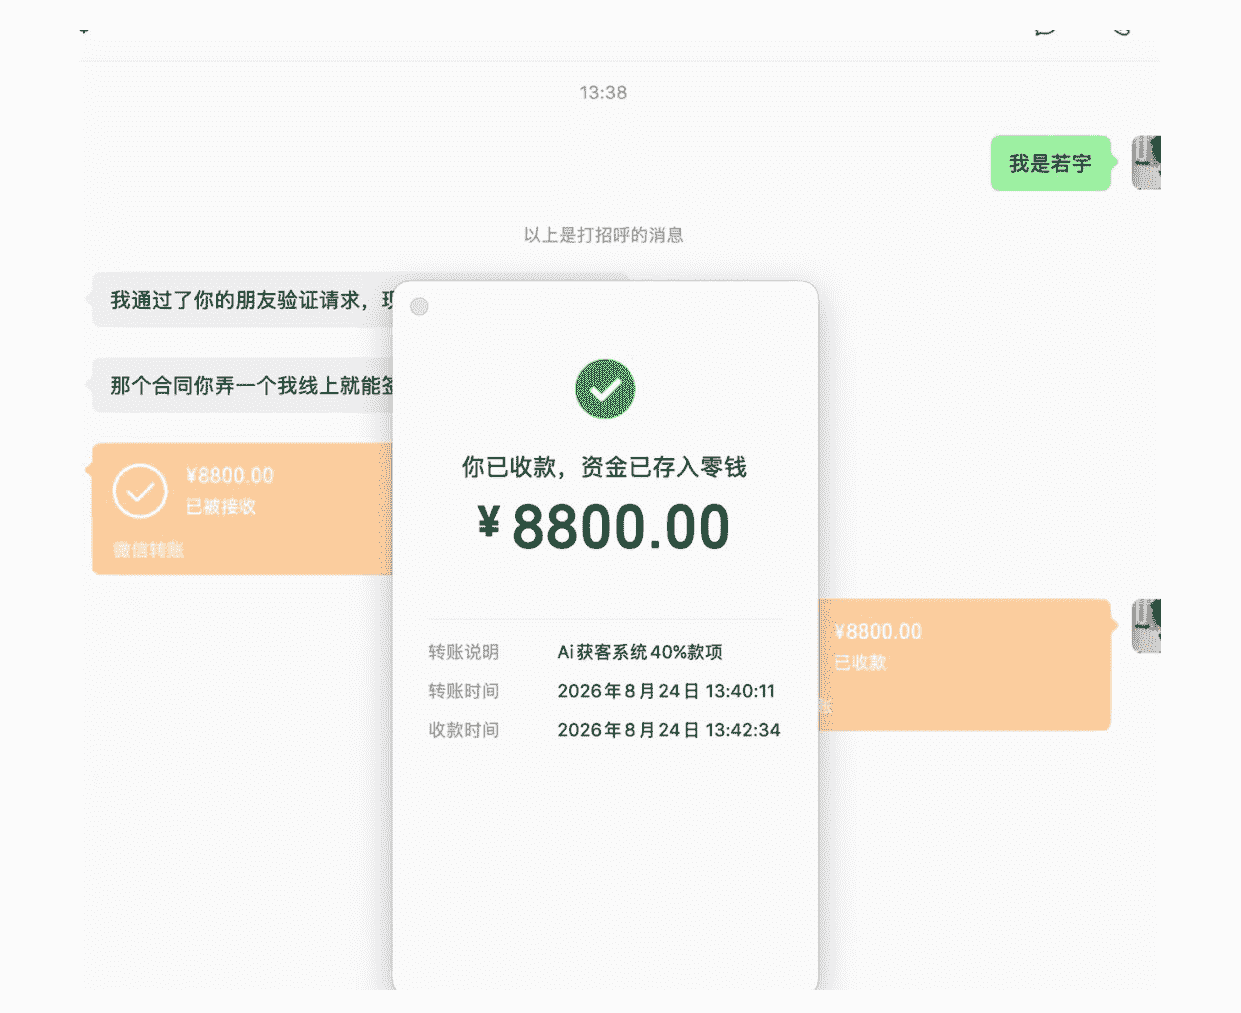 13:38
我是若宇
以上是打招呼的消息
我通过了你的朋友验证请求，现
那个合同你弄一个我线上就能签
¥8800.00
已被接收
微信转账
你已收款，资金已存入零钱
¥8800.00
转账说明 Ai获客系统40%款项
转账时间 2026年8月24日 13:40:11
收款时间 2026年8月24日 13:42:34
¥8800.00
已收款
账